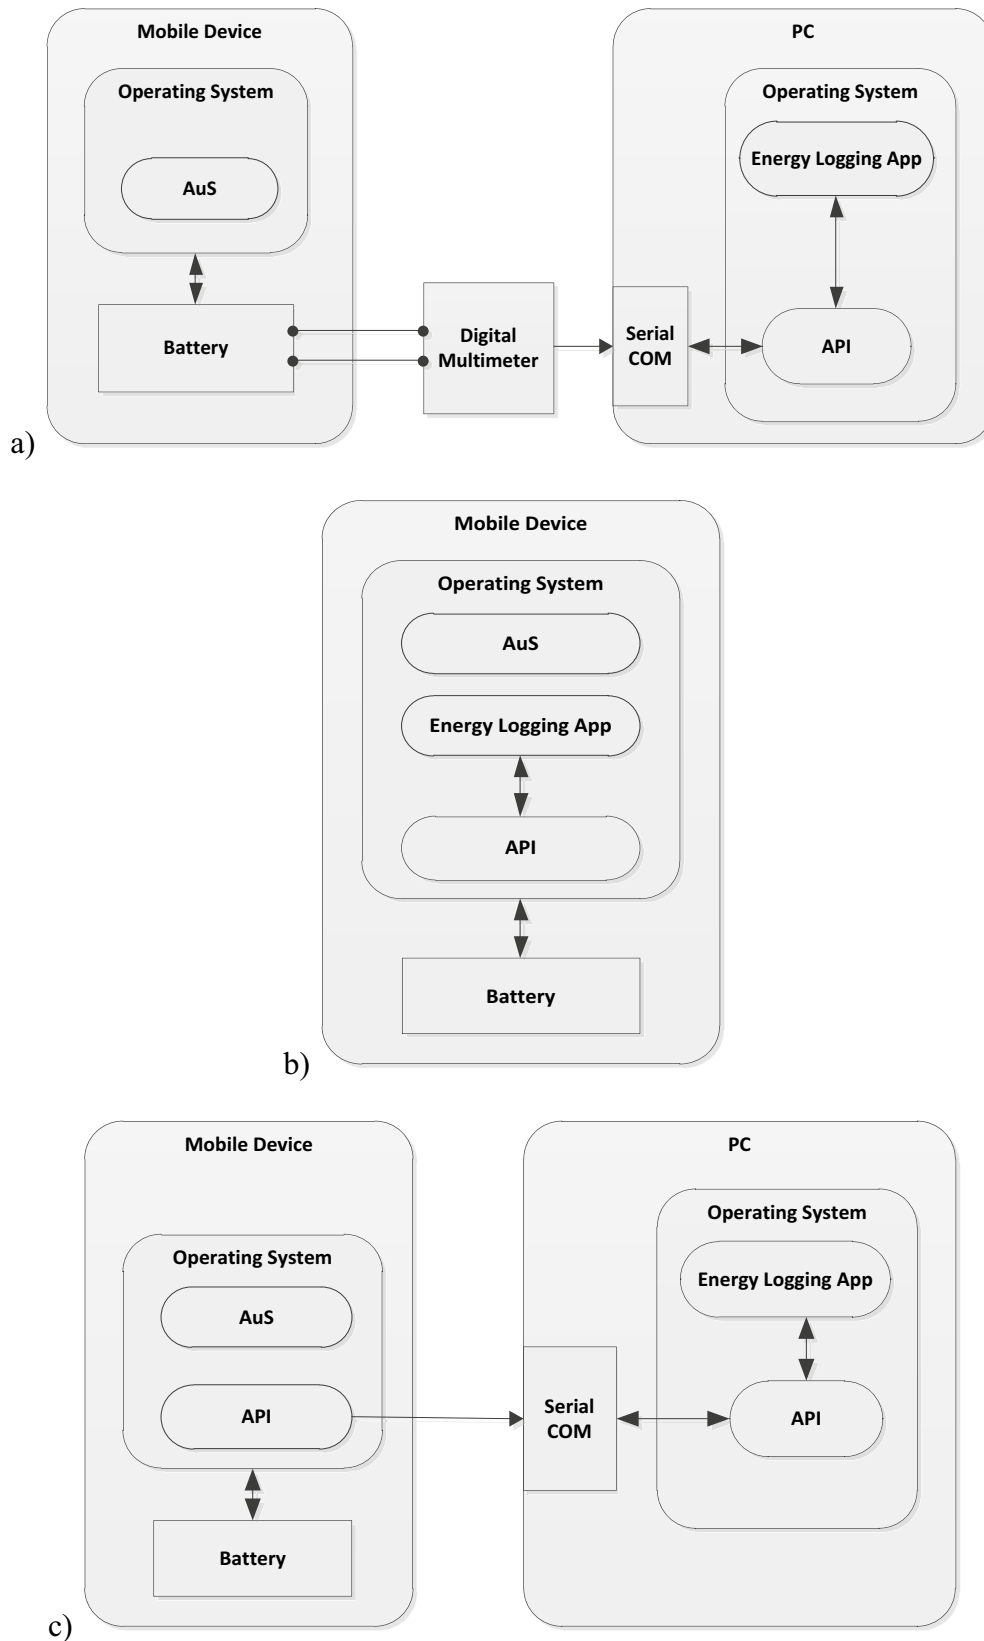 Mobile Device
Operating System
AuS
Battery
Digital
Multimeter
PC
Operating System
Energy Logging App
Serial
COM
API
a)
Mobile Device
Operating System
AuS
Energy Logging App
API
Battery
b)
Mobile Device
Operating System
AuS
API
Battery
PC
Operating System
Energy Logging App
Serial
COM
API
c)